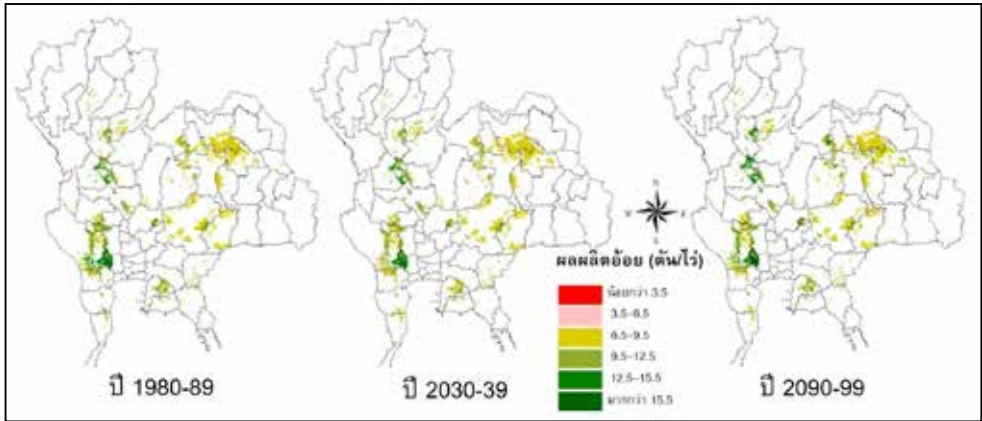 N
W E
S
ผลผลิตอ้อย (ตัน/ไร่)
น้อยกว่า 3.5
3.5-6.5
6.5-9.5
9.5-12.5
12.5-15.5
มากกว่า 15.5
ปี 1980-89
ปี 2030-39
ปี 2090-99